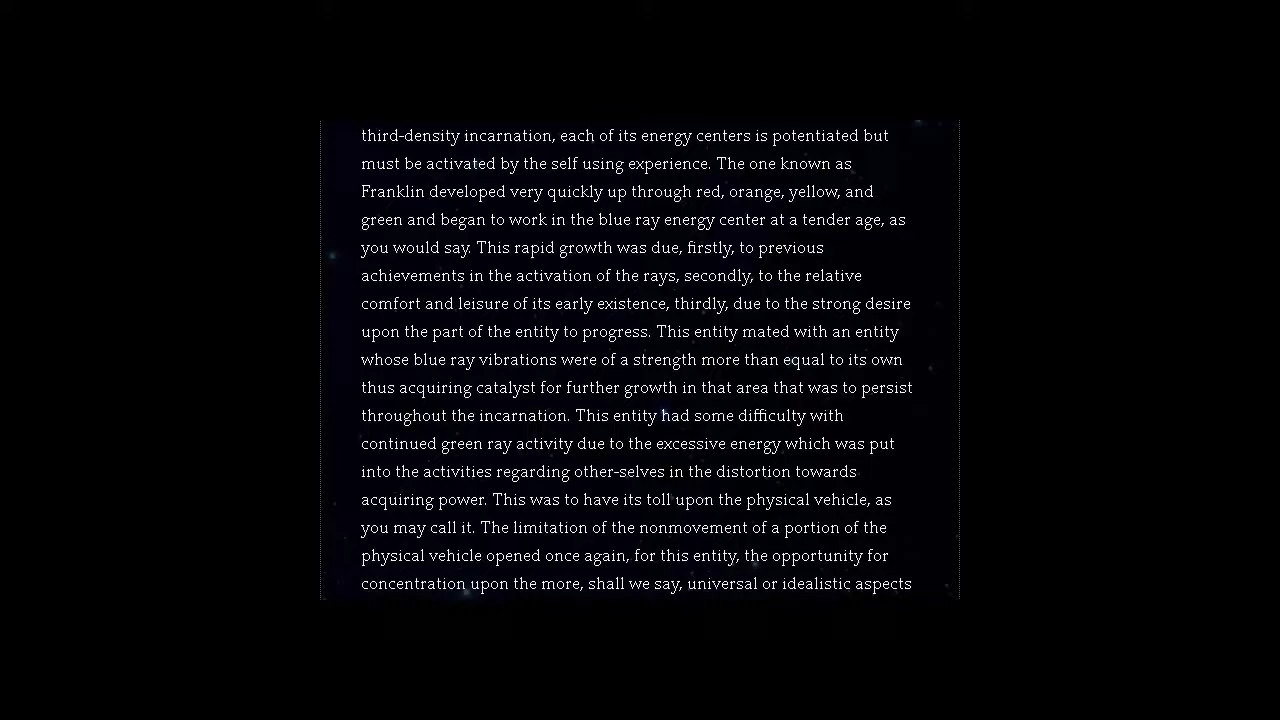 third-density incarnation, each of its energy centers is potentiated but
must be activated by the self using experience. The one known as
Franklin developed very quickly up through red, orange, yellow, and
green and began to work in the blue ray energy center at a tender age, as
you would say. This rapid growth was due, firstly, to previous
achievements in the activation of the rays, secondly, to the relative
comfort and leisure of its early existence, thirdly, due to the strong desire
upon the part of the entity to progress. This entity mated with an entity
whose blue ray vibrations were of a strength more than equal to its own
thus acquiring catalyst for further growth in that area that was to persist
throughout the incarnation. This entity had some difficulty with
continued green ray activity due to the excessive energy which was put
into the activities regarding other-selves in the distortion towards
acquiring power. This was to have its toll upon the physical vehicle, as
you may call it. The limitation of the nonmovement of a portion of the
physical vehicle opened once again, for this entity, the opportunity for
concentration upon the more, shall we say, universal or idealistic aspects